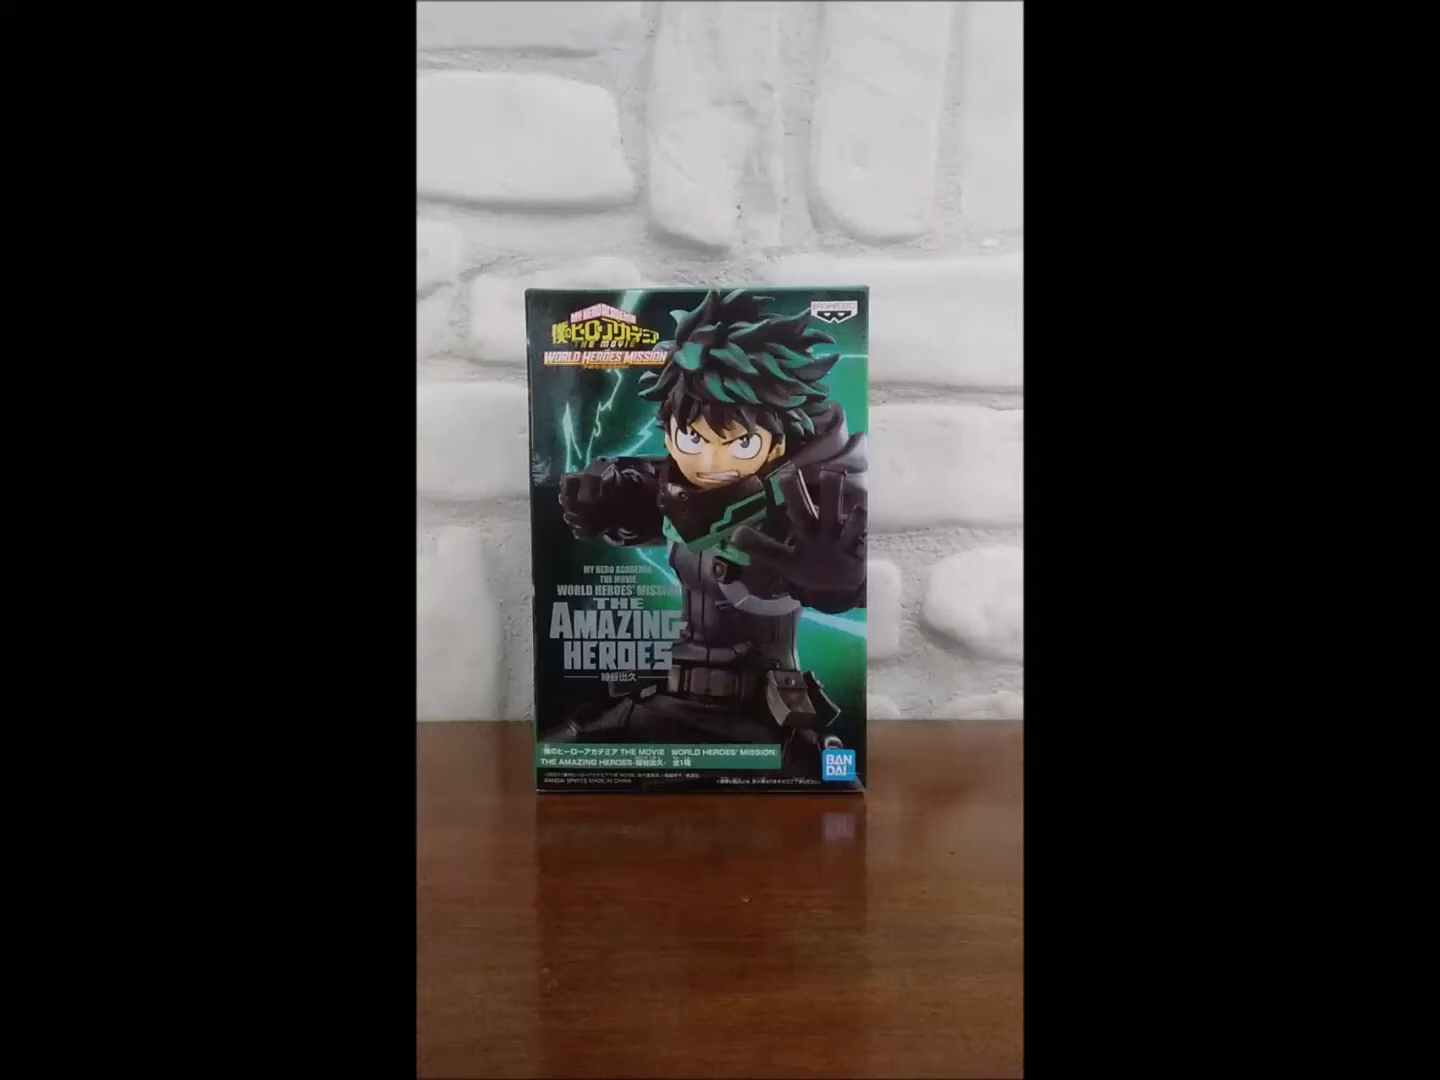 MY HERO ACADEMIA
僕のヒーローアカデミア
THE MOVIE
WORLD HEROES' MISSION
BANPRESTO
MY HERO ACADEMIA
THE MOVIE
WORLD HEROES' MISSION
THE
AMAZING
HEROES
緑谷出久
僕のヒーローアカデミア THE MOVIE WORLD HEROES' MISSION
THE AMAZING HEROES-緑谷出久- 全1種
BANDAI SPIRITS MADE IN CHINA
BAN
DAI